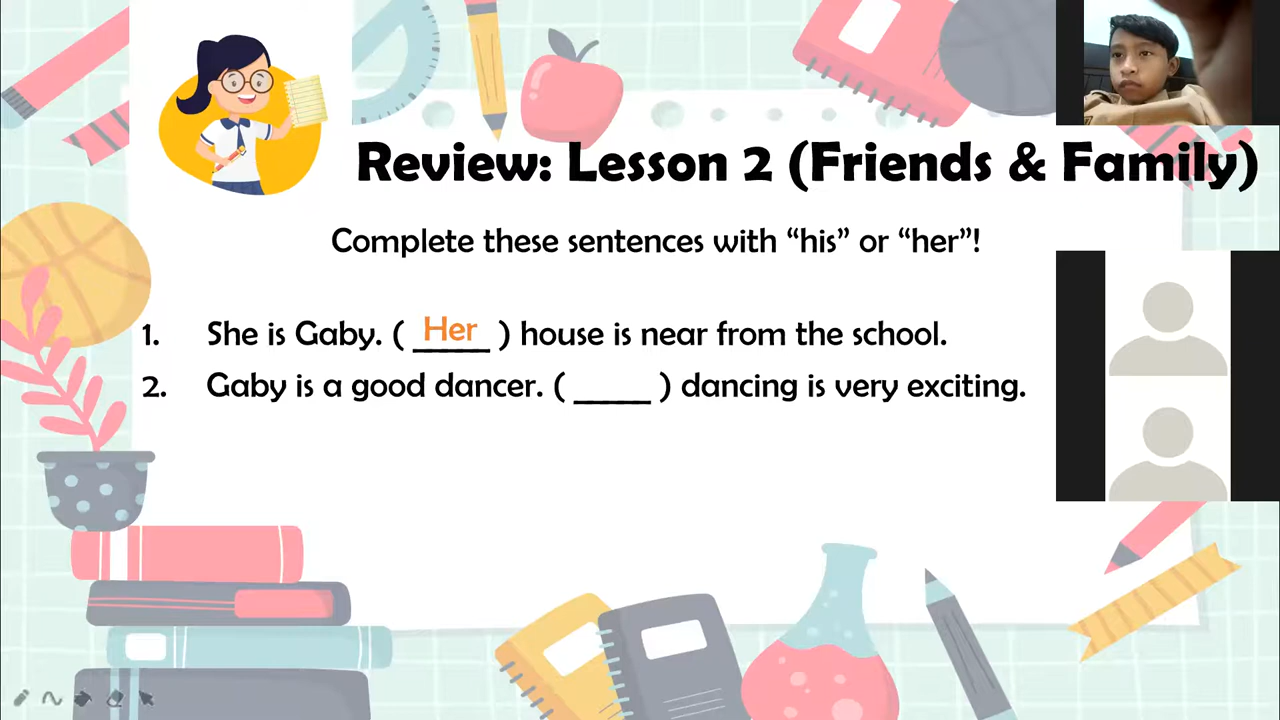 Review: Lesson 2 (Friends & Family)
Complete these sentences with “his” or “her”!
1. She is Gaby. ( Her ) house is near from the school.
2. Gaby is a good dancer. ( _____ ) dancing is very exciting.